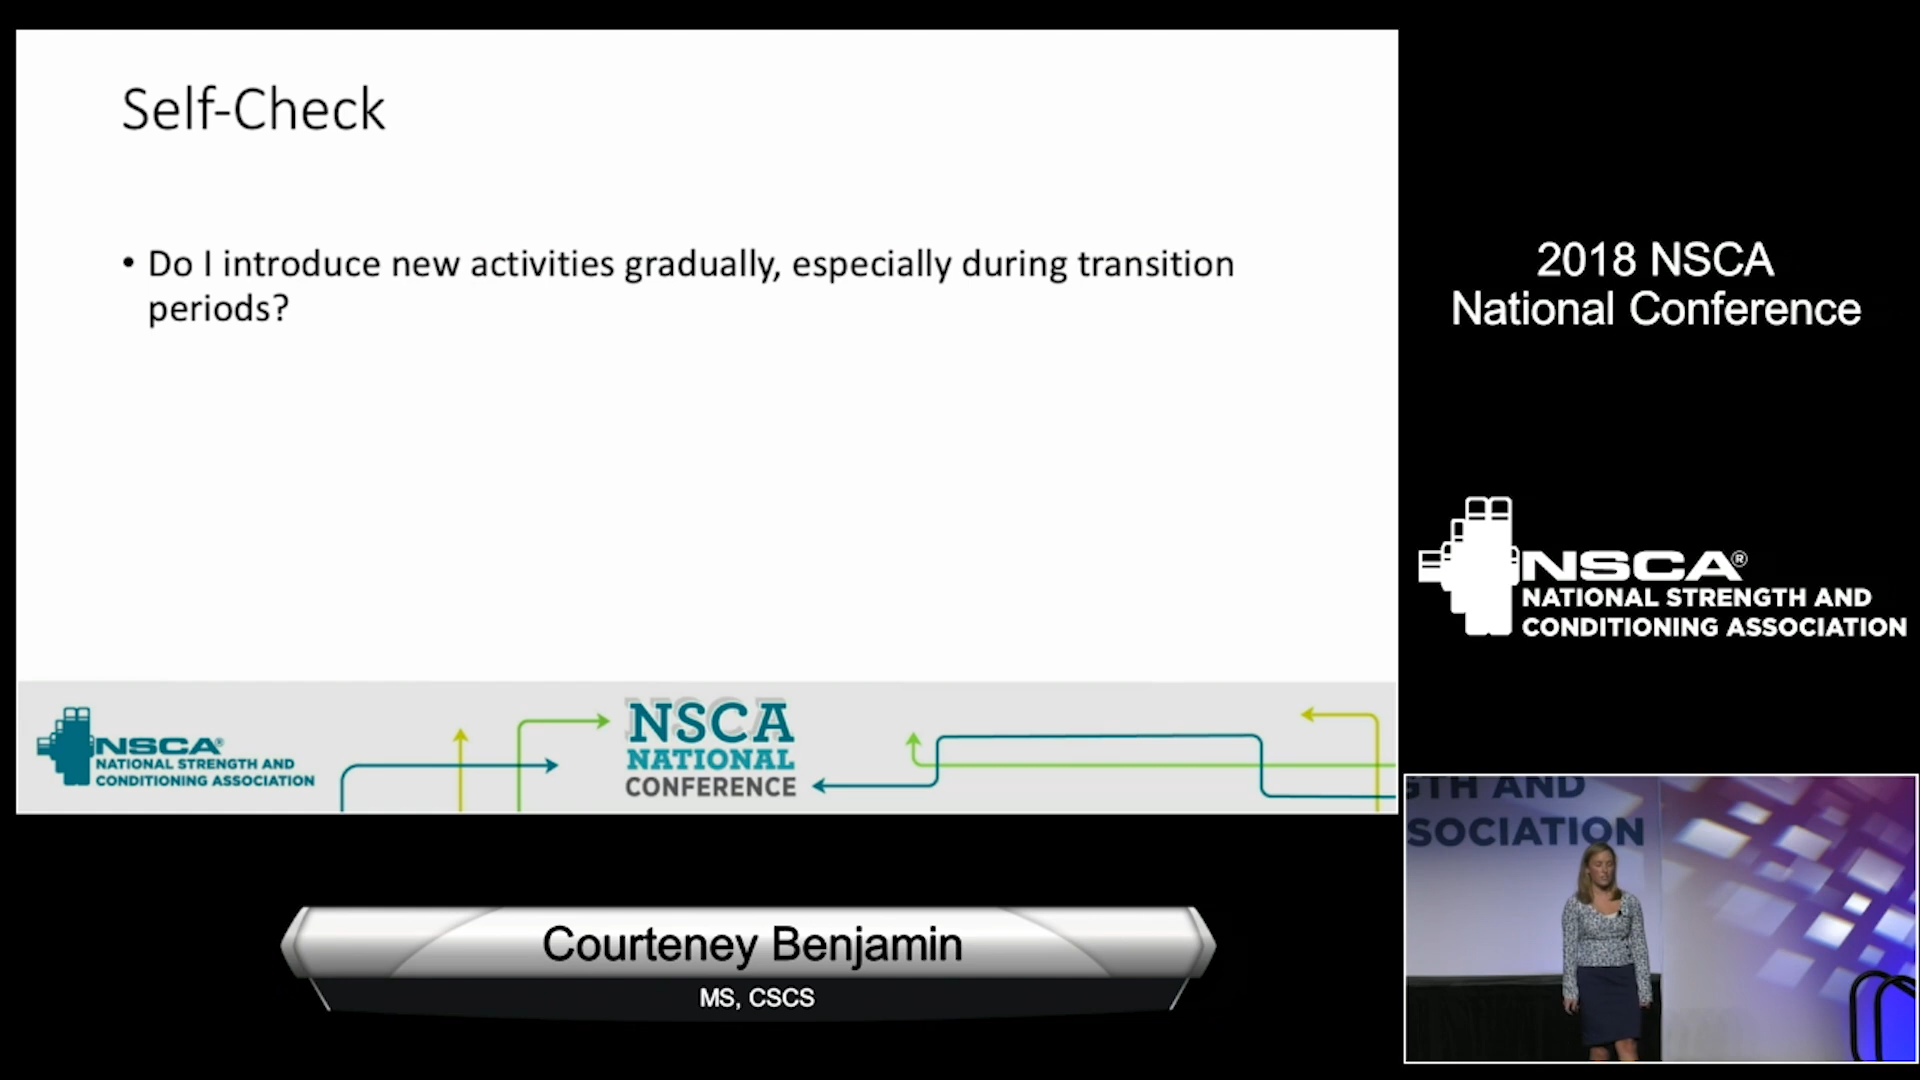 Self-Check
• Do I introduce new activities gradually, especially during transition
periods?
NSCA®
NATIONAL STRENGTH AND
CONDITIONING ASSOCIATION
NSCA
NATIONAL
CONFERENCE
2018 NSCA
National Conference
NSCA®
NATIONAL STRENGTH AND
CONDITIONING ASSOCIATION
GTH AND
SOCIATION
Courteney Benjamin
MS, CSCS